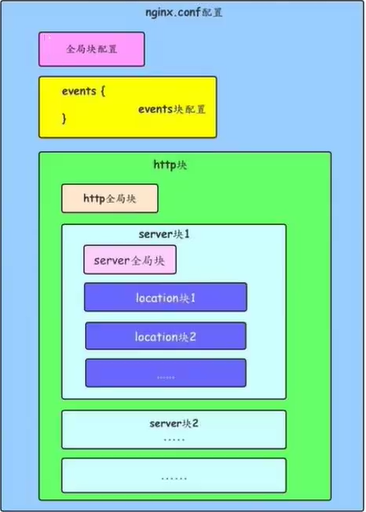 nginx.conf配置
全局块配置
events {
events块配置
}
http块
http全局块
server块1
server全局块
location块1
location块2
......
server块2
.....
......